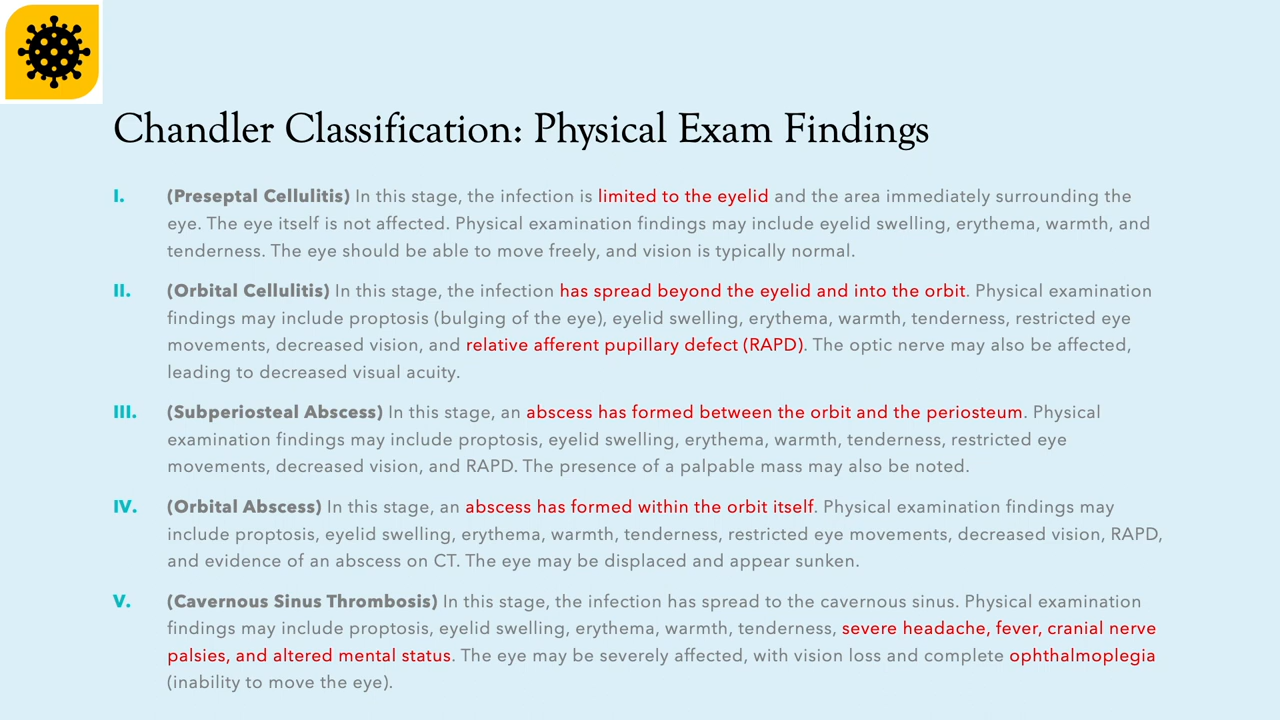 Chandler Classification: Physical Exam Findings
I. (Preseptal Cellulitis) In this stage, the infection is limited to the eyelid and the area immediately surrounding the
eye. The eye itself is not affected. Physical examination findings may include eyelid swelling, erythema, warmth, and
tenderness. The eye should be able to move freely, and vision is typically normal.
II. (Orbital Cellulitis) In this stage, the infection has spread beyond the eyelid and into the orbit. Physical examination
findings may include proptosis (bulging of the eye), eyelid swelling, erythema, warmth, tenderness, restricted eye
movements, decreased vision, and relative afferent pupillary defect (RAPD). The optic nerve may also be affected,
leading to decreased visual acuity.
III. (Subperiosteal Abscess) In this stage, an abscess has formed between the orbit and the periosteum. Physical
examination findings may include proptosis, eyelid swelling, erythema, warmth, tenderness, restricted eye
movements, decreased vision, and RAPD. The presence of a palpable mass may also be noted.
IV. (Orbital Abscess) In this stage, an abscess has formed within the orbit itself. Physical examination findings may
include proptosis, eyelid swelling, erythema, warmth, tenderness, restricted eye movements, decreased vision, RAPD,
and evidence of an abscess on CT. The eye may be displaced and appear sunken.
V. (Cavernous Sinus Thrombosis) In this stage, the infection has spread to the cavernous sinus. Physical examination
findings may include proptosis, eyelid swelling, erythema, warmth, tenderness, severe headache, fever, cranial nerve
palsies, and altered mental status. The eye may be severely affected, with vision loss and complete ophthalmoplegia
(inability to move the eye).